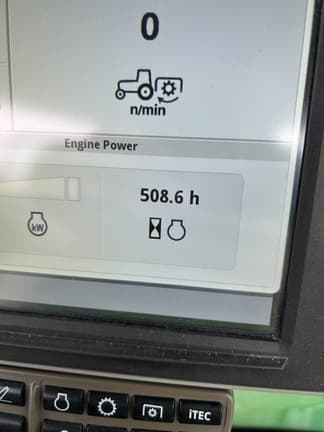 0
n/min
Engine Power
508.6 h
kW
iTEC